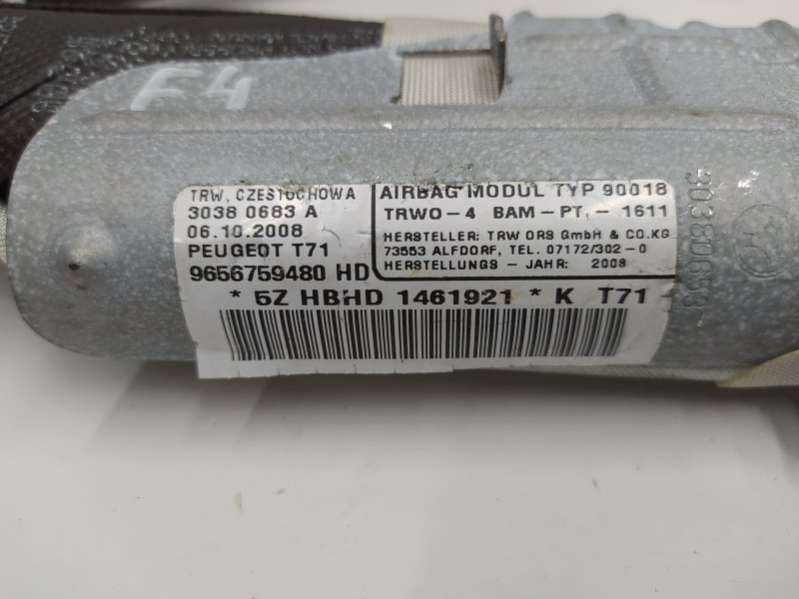 F4
TRW, CZESTOCHOWA
3038 0683 A
06.10.2008
PEUGEOT T71
9656759480 HD
AIRBAG MODUL TYP 90018
TRWO-4 BAM-PT, - 1611
HERSTELLER: TRW ORS GmbH & CO.KG
73553 ALFDORF, TEL. 07172/302-0
HERSTELLUNGS - JAHR: 2008
* 5Z HBHD 1461921 * K T71